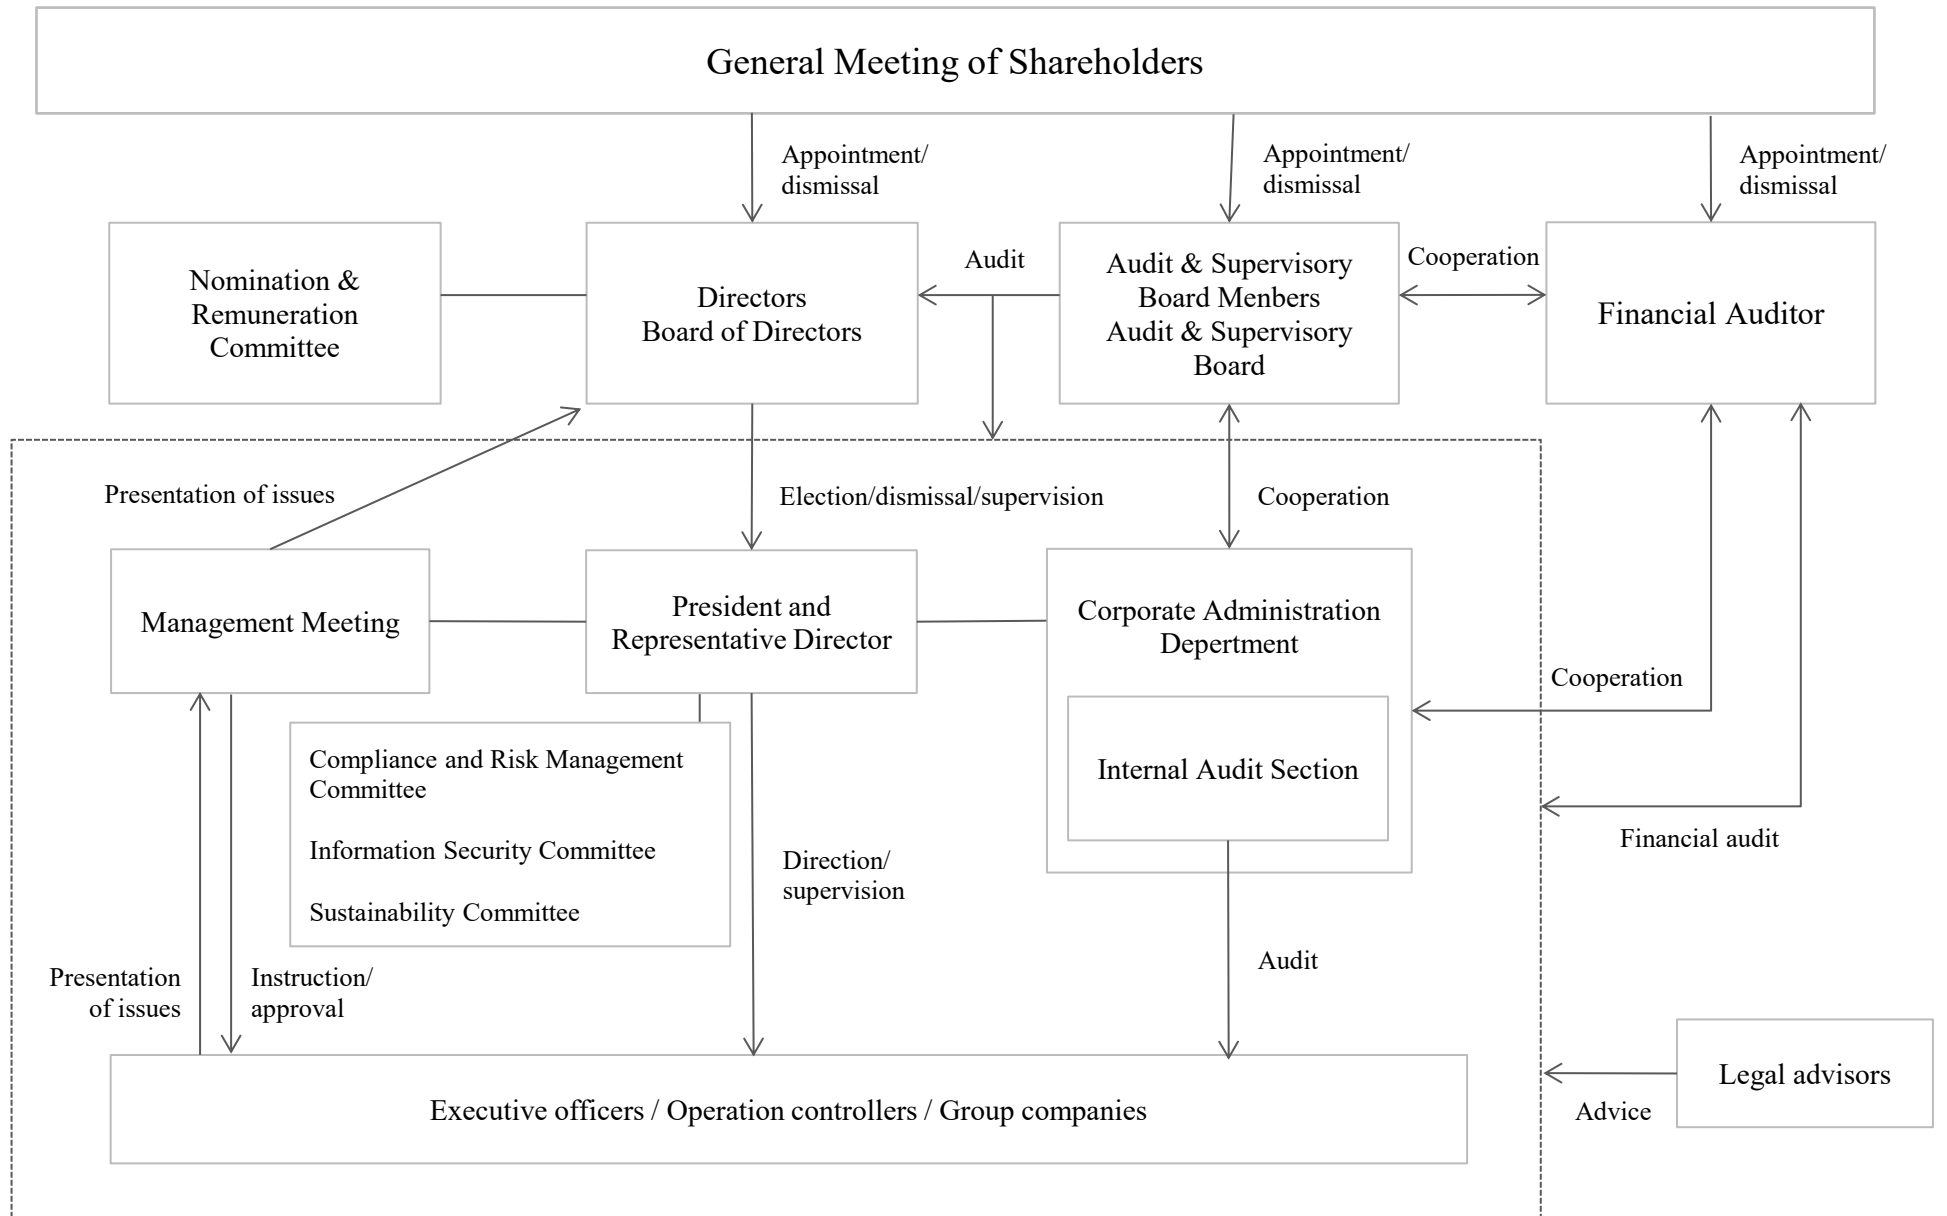 General Meeting of Shareholders
Appointment/
dismissal
Appointment/
dismissal
Appointment/
dismissal
Nomination &
Remuneration
Committee
Directors
Board of Directors
Audit
Audit & Supervisory
Board Menbers
Audit & Supervisory
Board
Cooperation
Financial Auditor
Presentation of issues
Election/dismissal/supervision
Cooperation
Management Meeting
President and
Representative Director
Corporate Administration
Depertment
Cooperation
Internal Audit Section
Compliance and Risk Management
Committee
Information Security Committee
Sustainability Committee
Direction/
supervision
Financial audit
Audit
Presentation
of issues
Instruction/
approval
Executive officers / Operation controllers / Group companies
Legal advisors
Advice